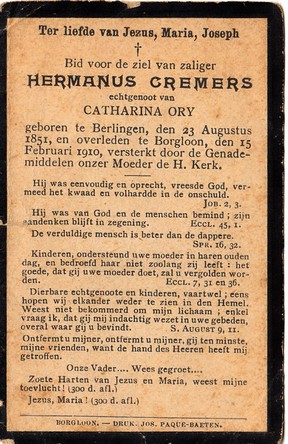 Ter liefde van Jezus, Maria, Joseph
†
Bid voor de ziel van zaliger
HERMANUS CREMERS
echtgenoot van
CATHARINA ORY
geboren te Berlingen, den 23 Augustus
1851, en overleden te Borgloon, den 15
Februari 1910, versterkt door de Genade-
middelen onzer Moeder de H. Kerk.
Hij was eenvoudig en oprecht, vreesde God, ver-
meed het kwaad en volhardde in de onschuld.
JOB. 2, 3.
Hij was van God en de menschen bemind; zijn
aandenken blijft in zegening. ECCL. 45, 1.
De verduldige mensch is beter dan de dappere.
SPR. 16, 32.
Kinderen, ondersteund uwe moeder in haren ouden
dag, en bedroefd haar niet zoolang zij leeft : het
goede, dat gij uwe moeder doet, zal u vergolden wor-
den. ECCL. 7, 31 en 36.
Dierbare echtgenoote en kinderen, vaartwel ; eens
hopen wij elkander weder te zien in den Hemel.
Weest niet bekommerd om mijn lichaam ; enkel
vraag ik, dat gij mij indachtig wezet in uwe gebeden,
overal waar gij u bevindt. S. AUGUST 9, 11.
Ontfermt u mijner, ontfermt u mijner, gij ten minste,
mijne vrienden, want de hand des Heeren heeft mij
getroffen.
Onze Vader.... Wees gegroet....
Zoete Harten van Jezus en Maria, weest mijne
toevlucht! (300 d. afl.)
Jezus, Maria! (300 d. afl.)
BORGLOON. — DRUK. JOS. PAQUE-BAETEN.